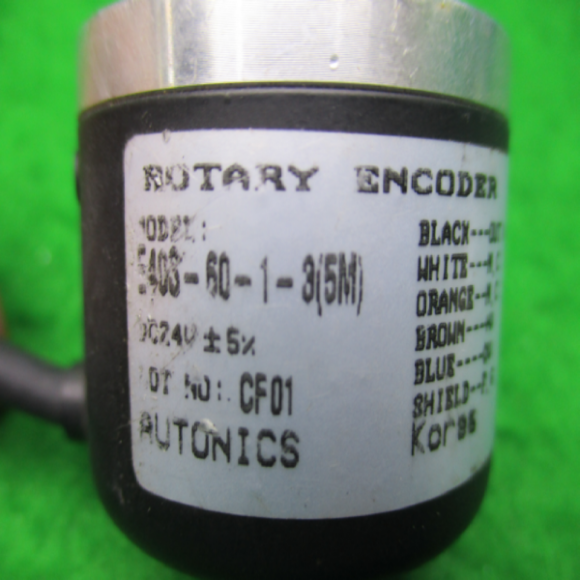 ROTARY ENCODER
MODEL:
E40S-60-1-3(5M)
DC24V ±5%
LOT NO: CF01
AUTONICS
BLACK---OUT
WHITE---N.C
ORANGE--N.C
BROWN---
BLUE----
SHIELD--F.G
Korea